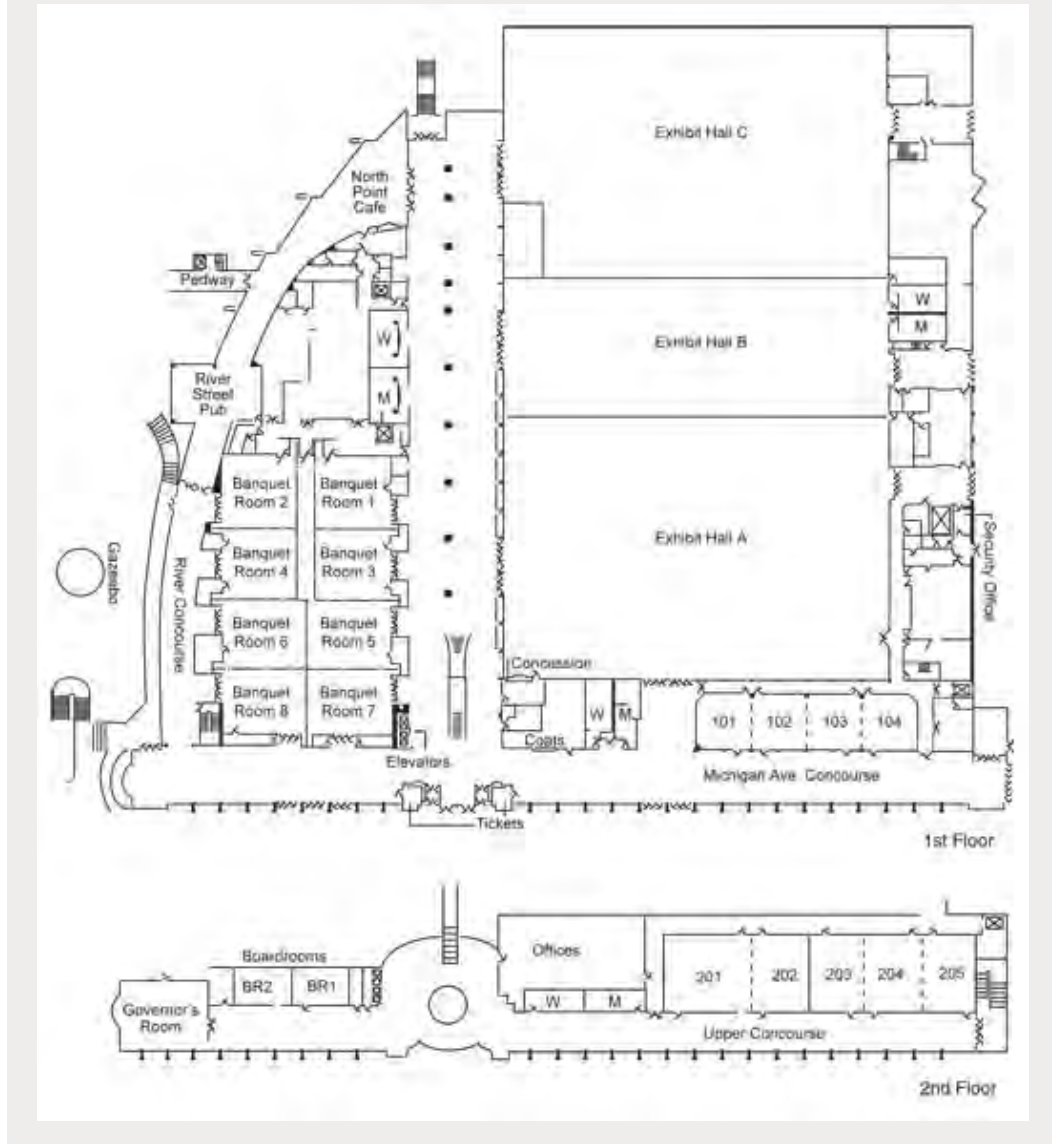 Exhibit Hall C
North
Point
Cafe
Pedway
W
M
W
Exhibit Hall B
M
River
Street
Pub
Banquet
Room 2
Banquet
Room 1
Gazeebo
River Concourse
Banquet
Room 4
Banquet
Room 3
Exhibit Hall A
Security Office
Banquet
Room 6
Banquet
Room 5
Concession
Banquet
Room 8
Banquet
Room 7
W
M
101
102
103
104
Coats
Elevators
Michigan Ave. Concourse
Tickets
1st Floor
Boardrooms
Offices
BR2
BR1
201
202
203
204
205
Governor's
Room
W
M
Upper Concourse
2nd Floor